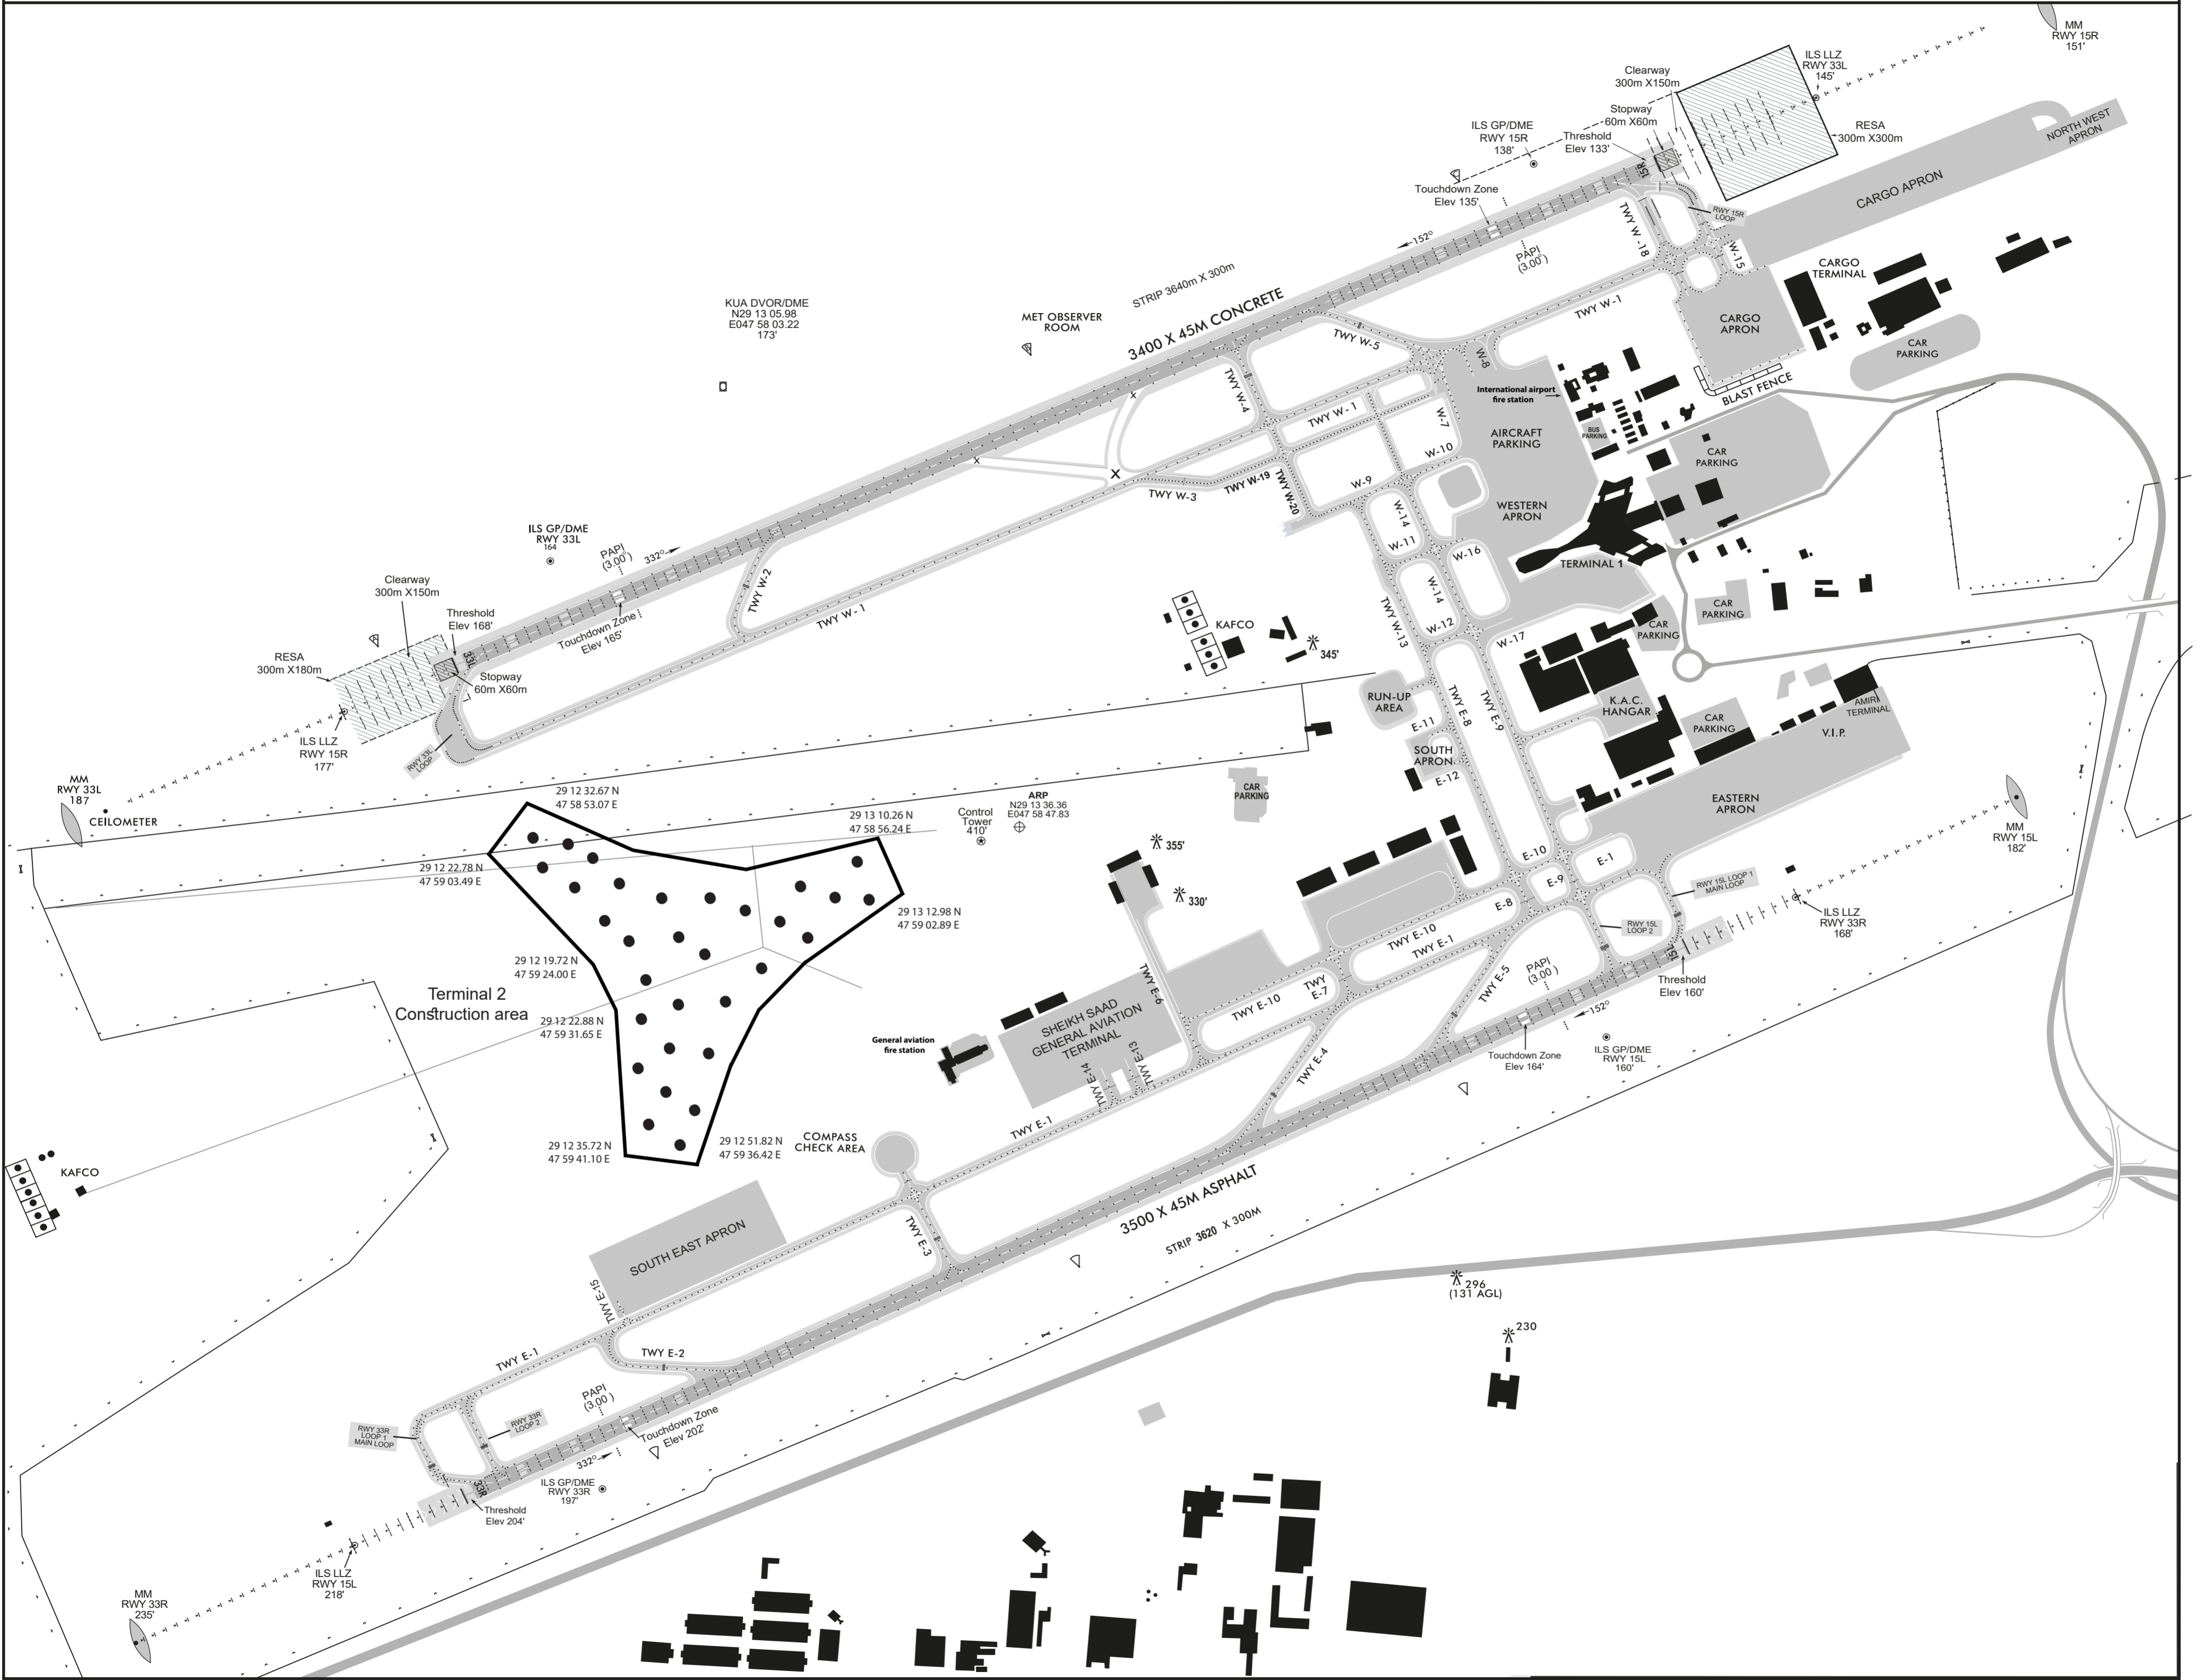 MM
RWY 15R
151'
ILS LLZ
RWY 33L
145'
Clearway
300m X150m
Stopway
60m X60m
Threshold
Elev 133'
ILS GP/DME
RWY 15R
138'
RESA
300m X300m
NORTH WEST
APRON
CARGO APRON
15R
Touchdown Zone
Elev 135'
RWY 15R
LOOP
TWY W -18
W-15
152°
PAPI
(3.00°)
CARGO
TERMINAL
STRIP 3640m X 300m
3400 X 45M CONCRETE
KUA DVOR/DME
N29 13 05.98
E047 58 03.22
173'
MET OBSERVER
ROOM
TWY W-1
CARGO
APRON
CAR
PARKING
TWY W-5
W-8
International airport
fire station
BLAST FENCE
TWY W-4
TWY W- 1
W-7
AIRCRAFT
PARKING
BUS
PARKING
W-10
CAR
PARKING
X
X
X
TWY W-3
TWY W-19
TWY W-20
W-9
W-14
WESTERN
APRON
W-11
W-16
TERMINAL 1
ILS GP/DME
RWY 33L
164
PAPI
(3.00°)
332°
TWY W-2
TWY W-1
Clearway
300m X150m
Threshold
Elev 168'
Touchdown Zone
Elev 165'
33L
RESA
300m X180m
Stopway
60m X60m
KAFCO
345'
TWY W-13
W-14
W-12
W-17
CAR
PARKING
CAR
PARKING
ILS LLZ
RWY 15R
177'
RWY 33L
LOOP
RUN-UP
AREA
TWY E-8
TWY E-9
K.A.C.
HANGAR
CAR
PARKING
AMIRI
TERMINAL
V.I.P.
E-11
SOUTH
APRON
E-12
MM
RWY 33L
187
CEILOMETER
29 12 32.67 N
47 58 53.07 E
29 13 10.26 N
47 58 56.24 E
Control
Tower
410'
ARP
N29 13 36.36
E047 58 47.83
CAR
PARKING
EASTERN
APRON
MM
RWY 15L
182'
355'
330'
29 12 22.78 N
47 59 03.49 E
29 13 12.98 N
47 59 02.89 E
E-10
E-1
E-9
E-8
RWY 15L LOOP 1
MAIN LOOP
RWY 15L
LOOP 2
ILS LLZ
RWY 33R
168'
15L
Threshold
Elev 160'
TWY E-10
TWY E-1
29 12 19.72 N
47 59 24.00 E
Terminal 2
Construction area
29 12 22.88 N
47 59 31.65 E
TWY E-6
TWY
E-7
TWY E-10
TWY E-5
PAPI
(3.00 )
152°
SHEIKH SAAD
GENERAL AVIATION
TERMINAL
General aviation
fire station
TWY E-14
TWY E-13
TWY E-4
Touchdown Zone
Elev 164'
ILS GP/DME
RWY 15L
160'
TWY E-1
29 12 35.72 N
47 59 41.10 E
29 12 51.82 N
47 59 36.42 E
COMPASS
CHECK AREA
KAFCO
3500 X 45M ASPHALT
STRIP 3620 X 300M
SOUTH EAST APRON
TWY E-3
296
(131 AGL)
230
TWY E-15
TWY E-1
TWY E-2
PAPI
(3.00 )
RWY 33R
LOOP 1
MAIN LOOP
RWY 33R
LOOP 2
Touchdown Zone
Elev 202'
332°
33R
ILS GP/DME
RWY 33R
197'
Threshold
Elev 204'
ILS LLZ
RWY 15L
218'
MM
RWY 33R
235'